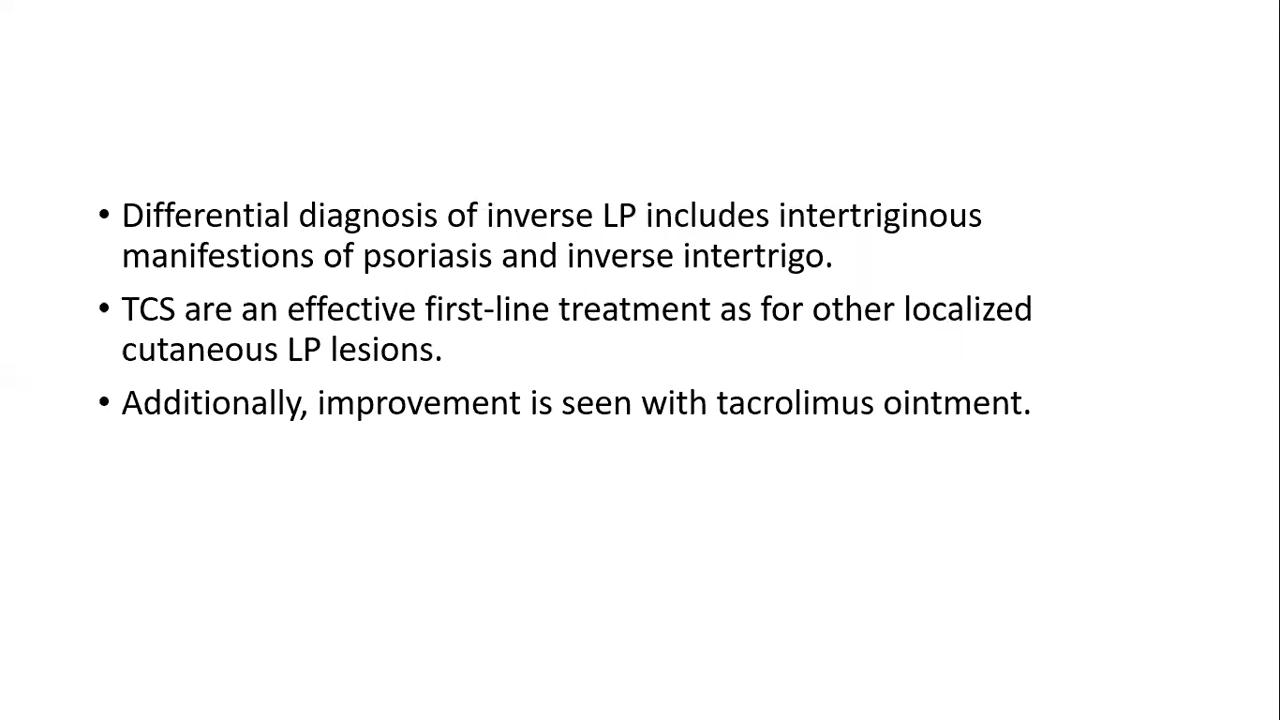 • Differential diagnosis of inverse LP includes intertriginous
manifestions of psoriasis and inverse intertrigo.
• TCS are an effective first-line treatment as for other localized
cutaneous LP lesions.
• Additionally, improvement is seen with tacrolimus ointment.